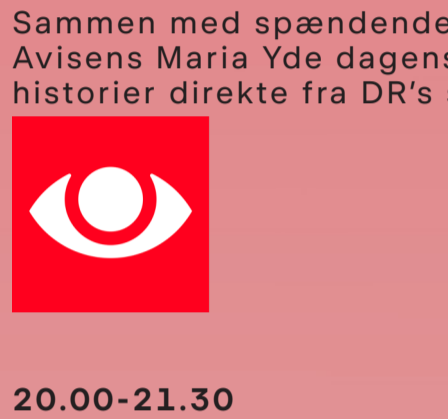 Sammen med spændende
Avisens Maria Yde dagens
historier direkte fra DR's
20.00-21.30